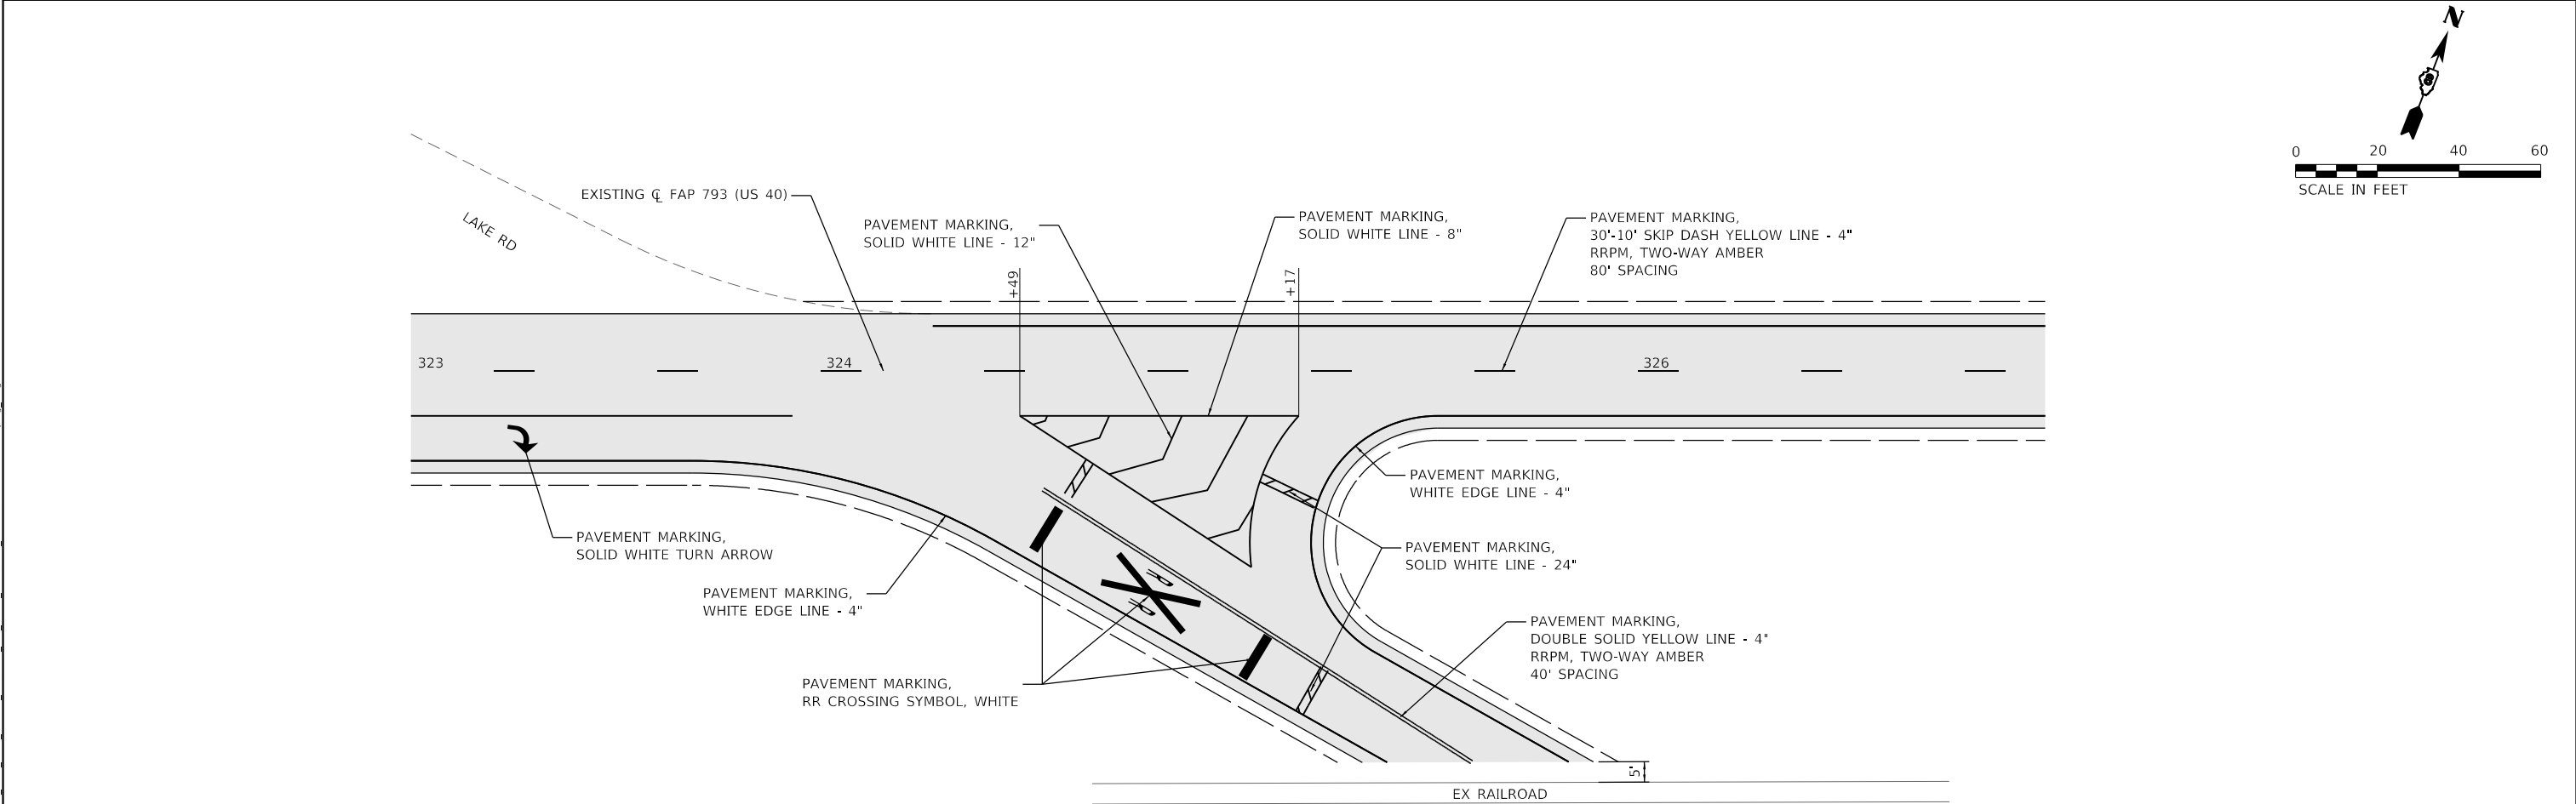 N
8
0 20 40 60
SCALE IN FEET
LAKE RD
EXISTING ℄ FAP 793 (US 40)
PAVEMENT MARKING,
SOLID WHITE LINE - 12"
PAVEMENT MARKING,
SOLID WHITE LINE - 8"
PAVEMENT MARKING,
30'-10' SKIP DASH YELLOW LINE - 4"
RRPM, TWO-WAY AMBER
80' SPACING
+49
+17
323
324
326
PAVEMENT MARKING,
WHITE EDGE LINE - 4"
PAVEMENT MARKING,
SOLID WHITE TURN ARROW
PAVEMENT MARKING,
SOLID WHITE LINE - 24"
PAVEMENT MARKING,
WHITE EDGE LINE - 4"
R R
PAVEMENT MARKING,
DOUBLE SOLID YELLOW LINE - 4"
RRPM, TWO-WAY AMBER
40' SPACING
PAVEMENT MARKING,
RR CROSSING SYMBOL, WHITE
5'
EX RAILROAD